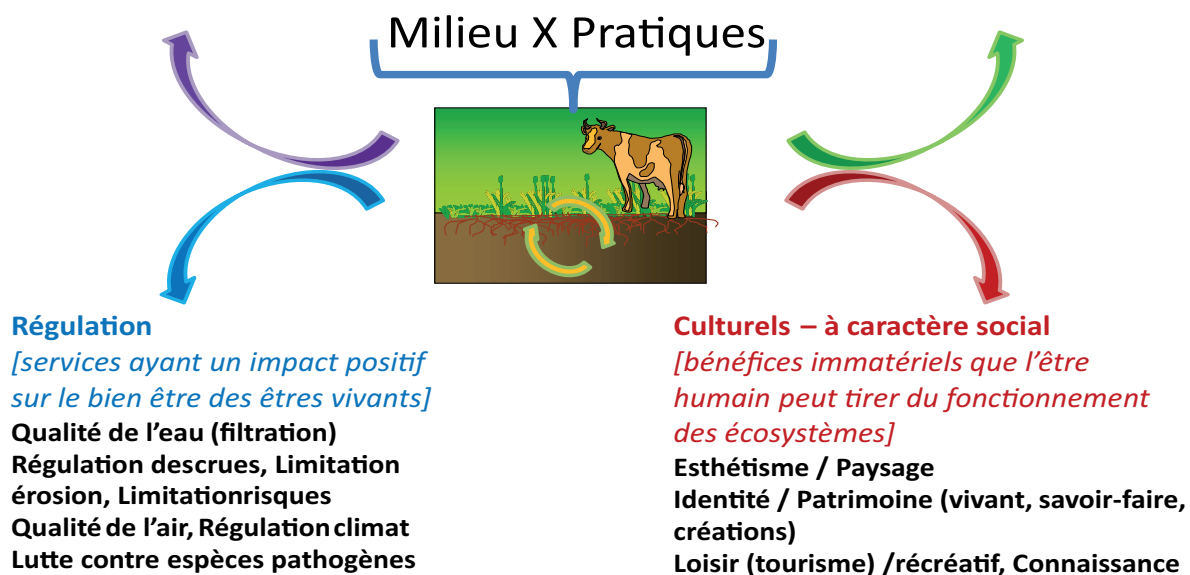 Milieu X Pratiques
Régulation
[services ayant un impact positif
sur le bien être des êtres vivants]
Qualité de l’eau (filtration)
Régulation descrues, Limitation
érosion, Limitationrisques
Qualité de l’air, Régulation climat
Lutte contre espèces pathogènes
Culturels – à caractère social
[bénéfices immatériels que l’être
humain peut tirer du fonctionnement
des écosystèmes]
Esthétisme / Paysage
Identité / Patrimoine (vivant, savoir-faire,
créations)
Loisir (tourisme) /récréatif, Connaissance